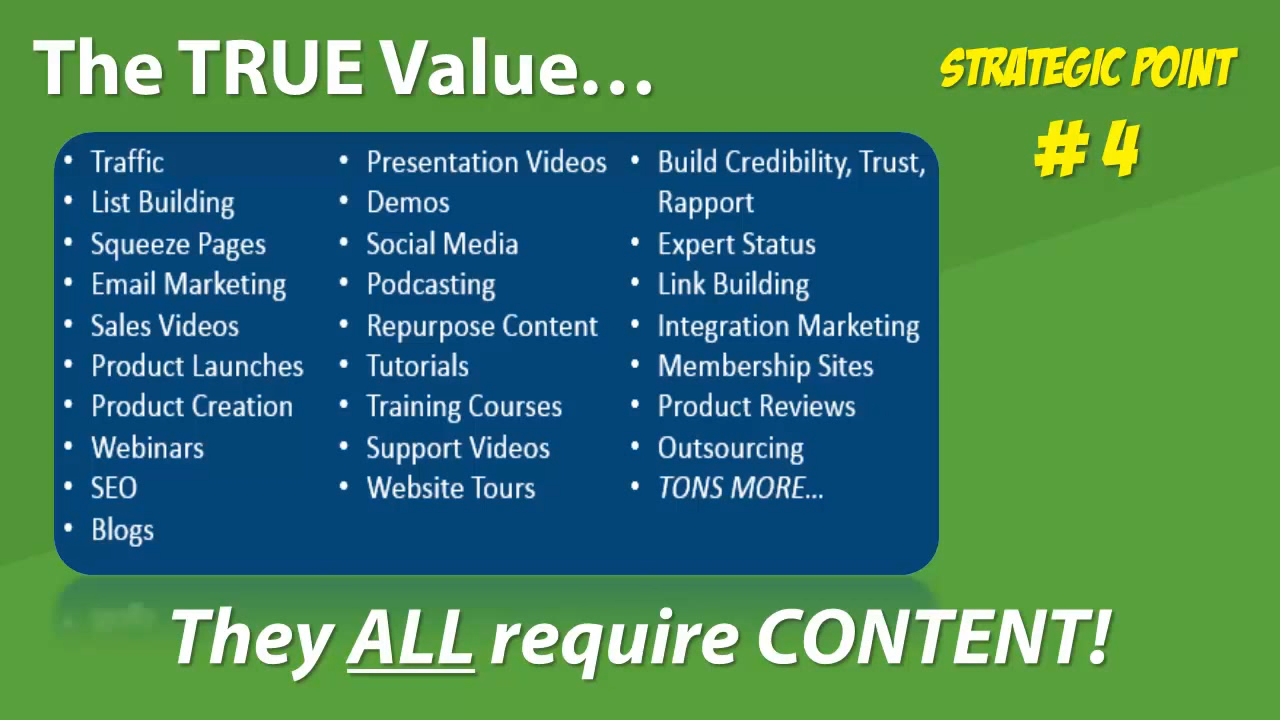 The TRUE Value...
STRATEGIC POINT
# 4
• Traffic
• List Building
• Squeeze Pages
• Email Marketing
• Sales Videos
• Product Launches
• Product Creation
• Webinars
• SEO
• Blogs
• Presentation Videos
• Demos
• Social Media
• Podcasting
• Repurpose Content
• Tutorials
• Training Courses
• Support Videos
• Website Tours
• Build Credibility, Trust,
Rapport
• Expert Status
• Link Building
• Integration Marketing
• Membership Sites
• Product Reviews
• Outsourcing
• TONS MORE...
They ALL require CONTENT!